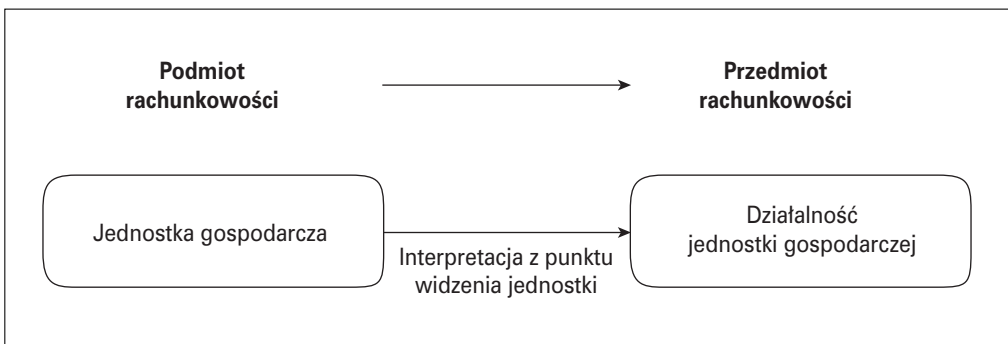 Podmiot
rachunkowości
Przedmiot
rachunkowości
Jednostka gospodarcza
Interpretacja z punktu
widzenia jednostki
Działalność
jednostki gospodarczej